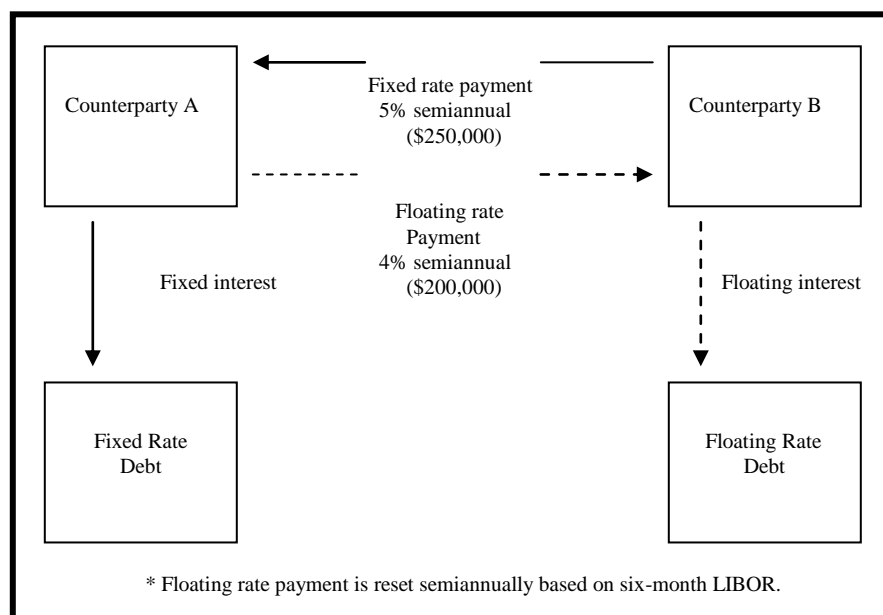 Counterparty A
Fixed rate payment
5% semiannual
($250,000)
Counterparty B
Floating rate
Payment
4% semiannual
($200,000)
Fixed interest
Floating interest
Fixed Rate
Debt
Floating Rate
Debt
* Floating rate payment is reset semiannually based on six-month LIBOR.